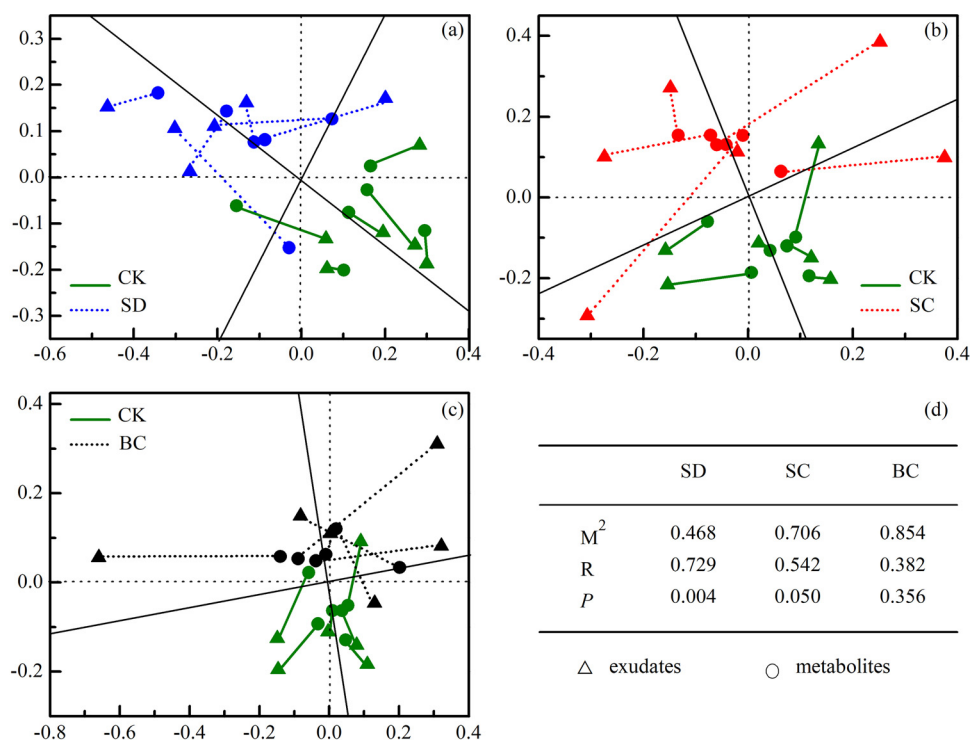 (a)
0.3
0.2
0.1
0.0
-0.1
-0.2
-0.3
CK
SD
-0.6 -0.4 -0.2 0.0 0.2 0.4
(b)
0.4
0.2
0.0
-0.2
CK
SC
-0.4 -0.2 0.0 0.2 0.4
(c)
0.4
0.2
0.0
-0.2
CK
BC
-0.8 -0.6 -0.4 -0.2 0.0 0.2 0.4
(d)
SD SC BC
M² 0.468 0.706 0.854
R 0.729 0.542 0.382
P 0.004 0.050 0.356
exudates metabolites